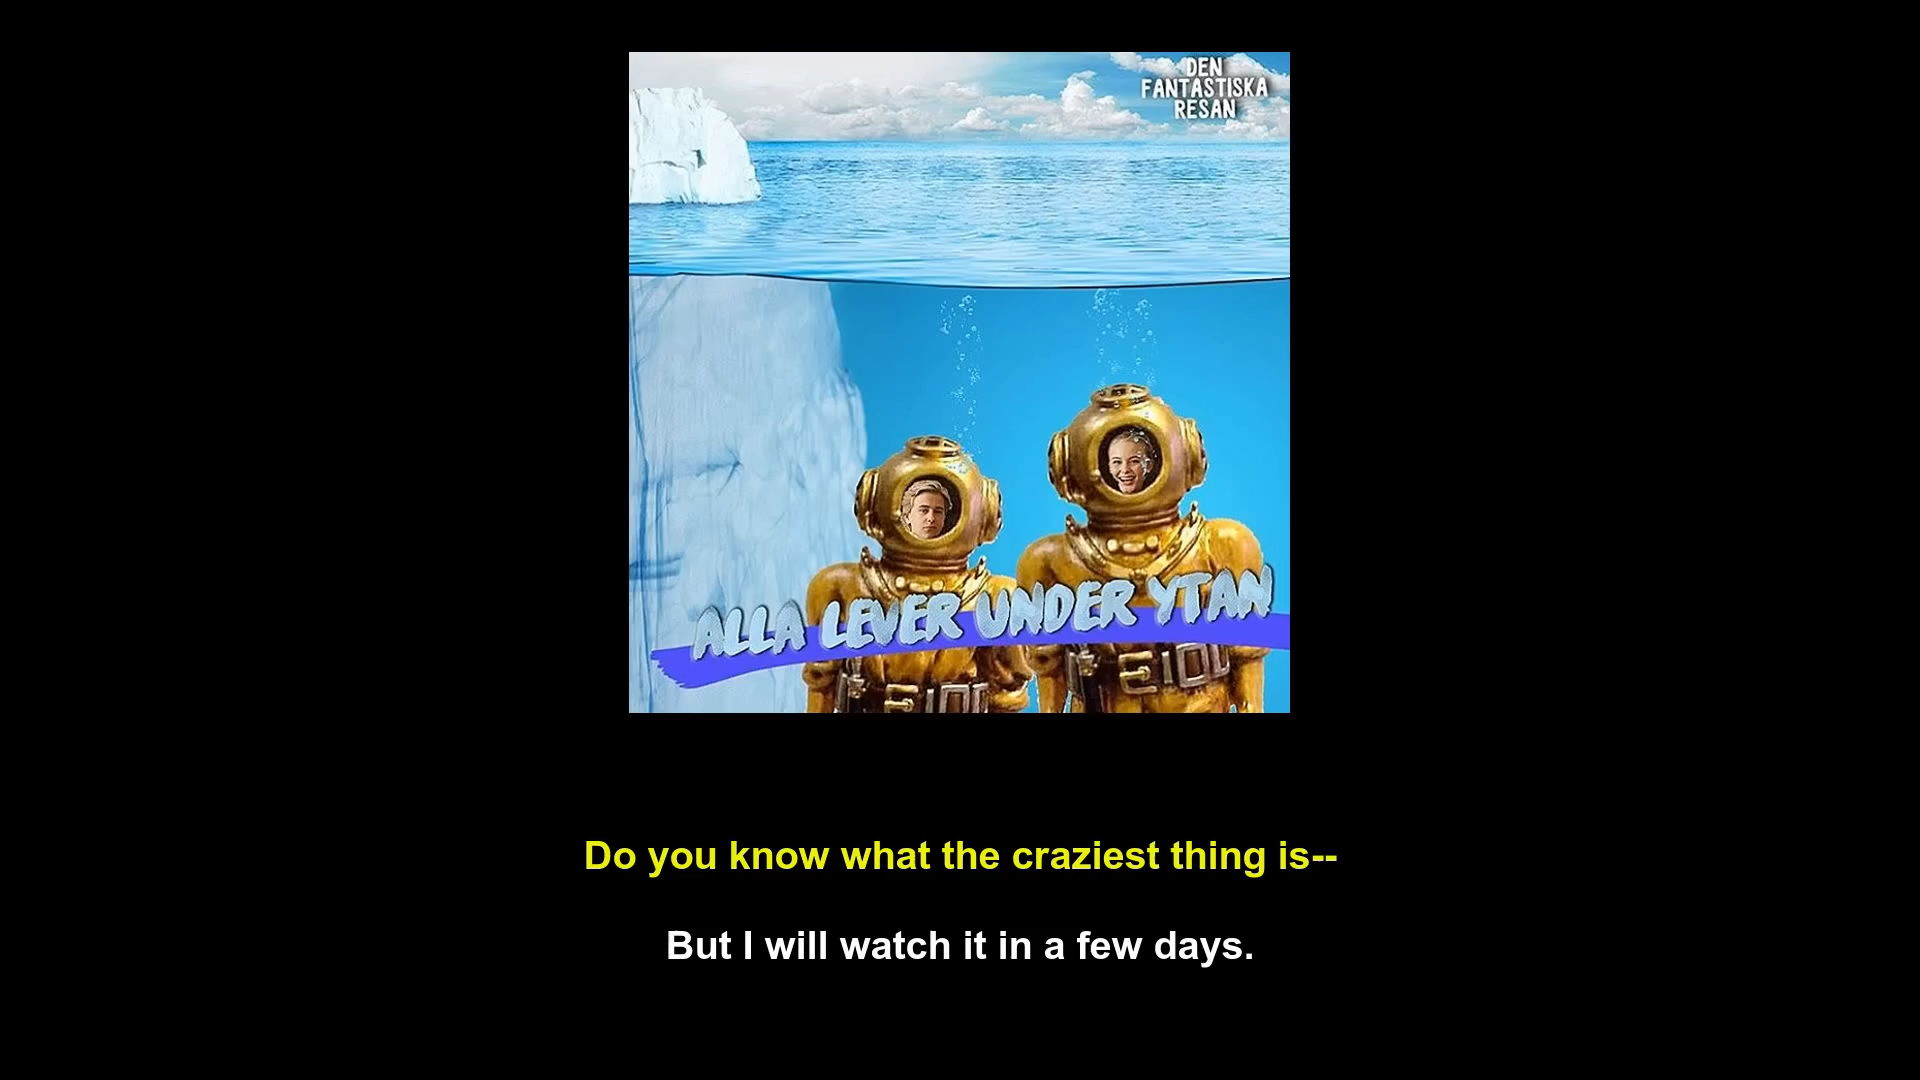 DEN
FANTASTISKA
RESAN
ALLA LEVER UNDER YTAN
Do you know what the craziest thing is--
But I will watch it in a few days.